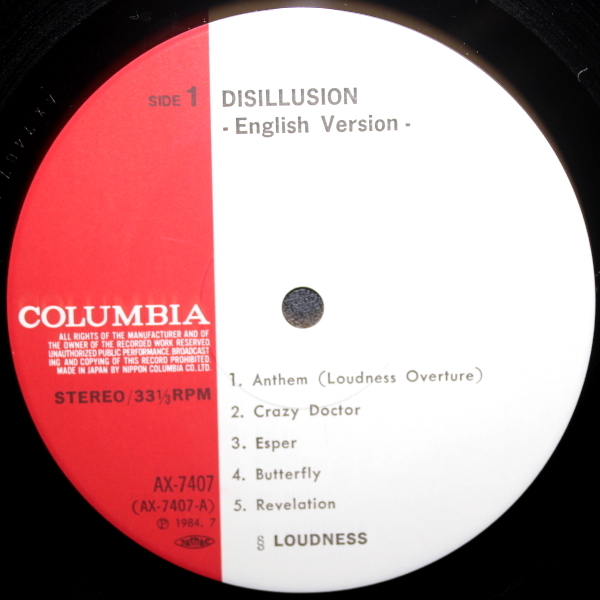 SIDE 1
DISILLUSION
- English Version -
COLUMBIA
ALL RIGHTS OF THE MANUFACTURER AND OF
THE OWNER OF THE RECORDED WORK RESERVED.
UNAUTHORIZED PUBLIC PERFORMANCE BROADCAST
ING AND COPYING OF THIS RECORD PROHIBITED.
MADE IN JAPAN BY NIPPON COLUMBIA CO.,LTD.
STEREO/33⅓RPM
1. Anthem (Loudness Overture)
2. Crazy Doctor
3. Esper
4. Butterfly
5. Revelation
§ LOUDNESS
AX-7407
(AX-7407-A)
℗ 1984. 7